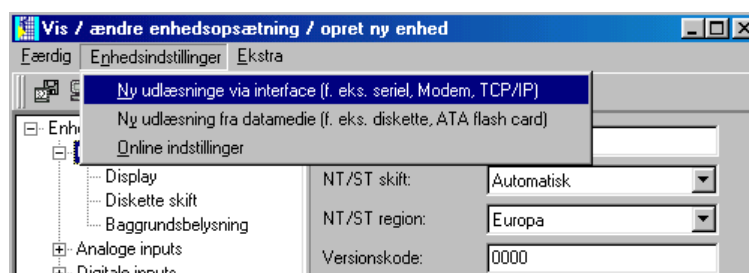 Vis / ændre enhedsopsætning / opret ny enhed
Færdig Enhedsindstillinger Ekstra
Ny udlæsninge via interface (f. eks. seriel, Modem, TCP/IP)
Ny udlæsning fra datamedie (f. eks. diskette, ATA flash card)
Online indstillinger
Display
NT/ST skift: Automatisk
Diskette skift
Baggrundsbelysning
NT/ST region: Europa
Analoge inputs
Versionskode: 0000
Digitale inputs